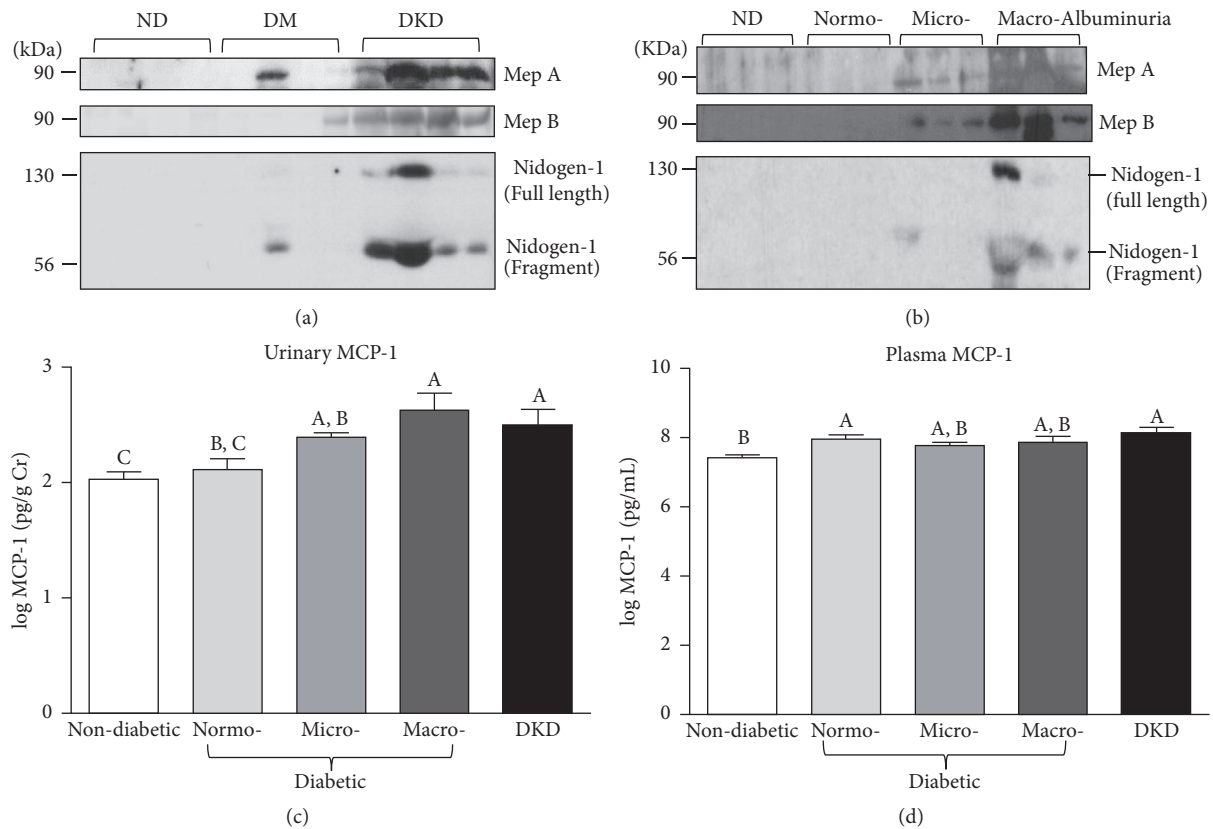 ND DM DKD
(kDa)
90 Mep A
90 Mep B
130 Nidogen-1
(Full length)
56 Nidogen-1
(Fragment)
(a)
ND Normo- Micro- Macro-Albuminuria
(KDa)
90 Mep A
90 Mep B
130 Nidogen-1
(full length)
56 Nidogen-1
(Fragment)
(b)
Urinary MCP-1
log MCP-1 (pg/g Cr)
3
2
1
0
C B, C A, B A A
Non-diabetic Normo- Micro- Macro- DKD
Diabetic
(c)
Plasma MCP-1
log MCP-1 (pg/mL)
10
8
6
4
2
0
B A A, B A, B A
Non-diabetic Normo- Micro- Macro- DKD
Diabetic
(d)